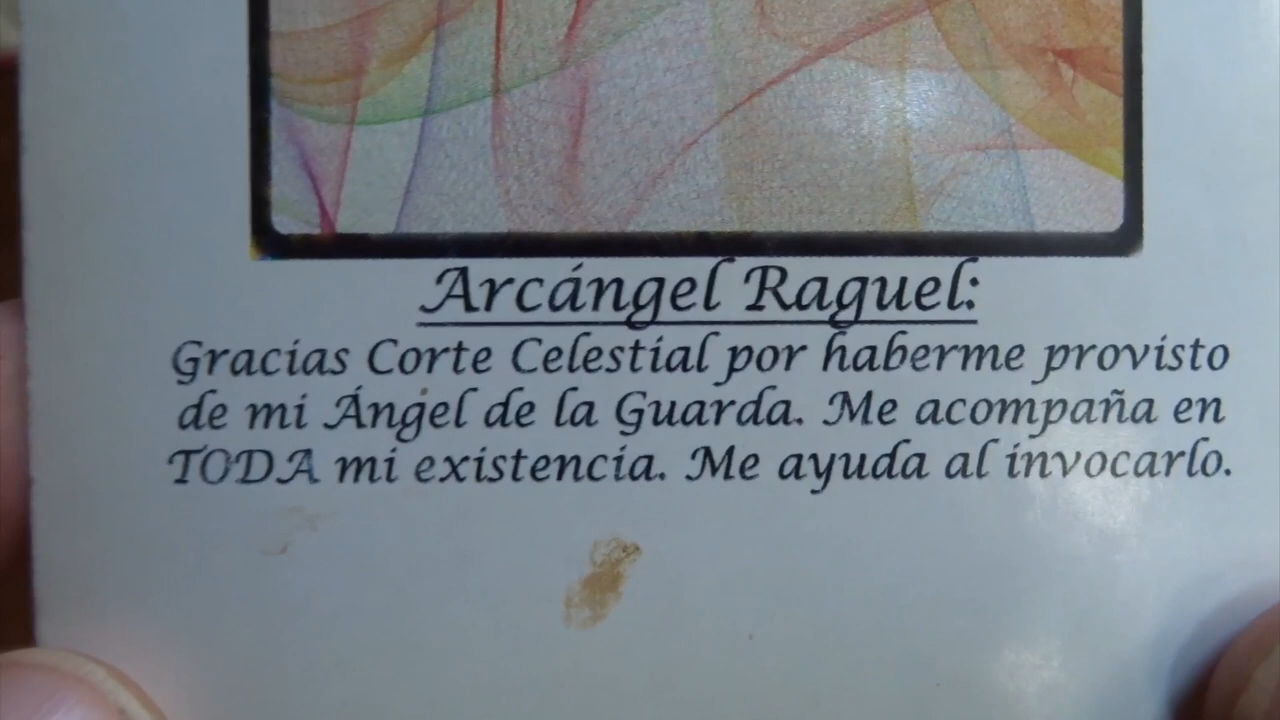 Arcángel Raguel:
Gracias Corte Celestial por haberme provisto
de mi Ángel de la Guarda. Me acompaña en
TODA mi existencia. Me ayuda al invocarlo.